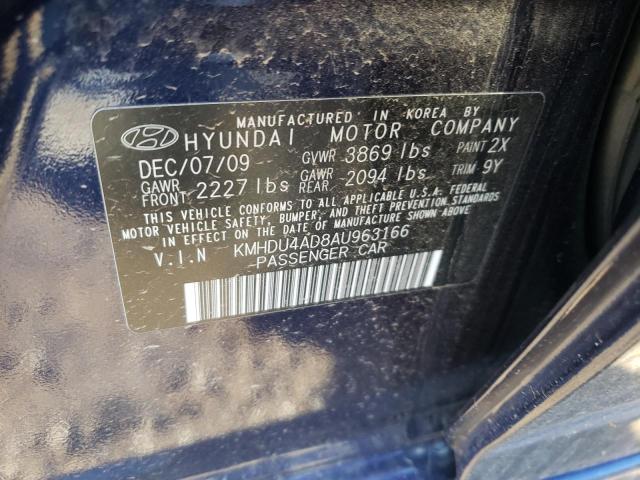 MANUFACTURED IN KOREA BY
HYUNDAI MOTOR COMPANY
DEC/07/09 GVWR 3869 lbs PAINT 2X
GAWR FRONT 2227 lbs GAWR REAR 2094 lbs TRIM 9Y
THIS VEHICLE CONFORMS TO ALL APPLICABLE U.S.A. FEDERAL
MOTOR VEHICLE SAFETY, BUMPER, AND THEFT PREVENTION STANDARDS
IN EFFECT ON THE DATE OF MANUFACTURE SHOWN ABOVE.
V.I.N KMHDU4AD8AU963166
PASSENGER CAR